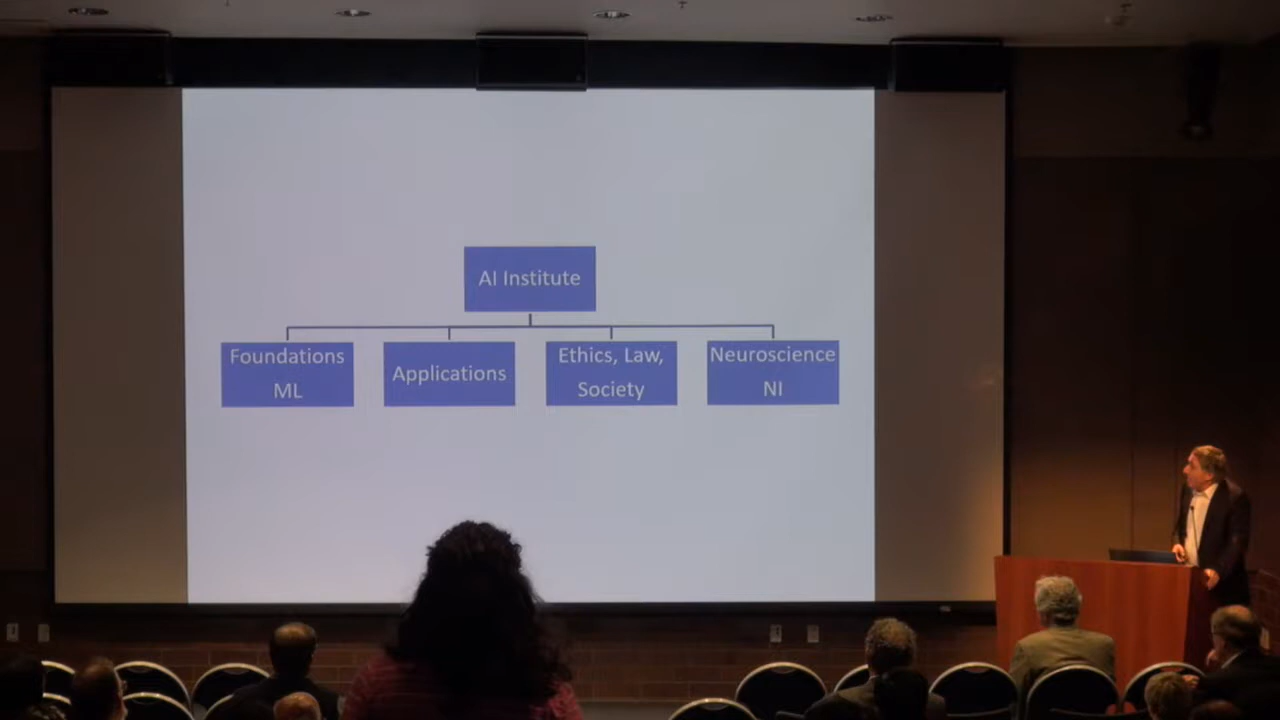 AI Institute
Foundations
ML
Applications
Ethics, Law,
Society
Neuroscience
NI